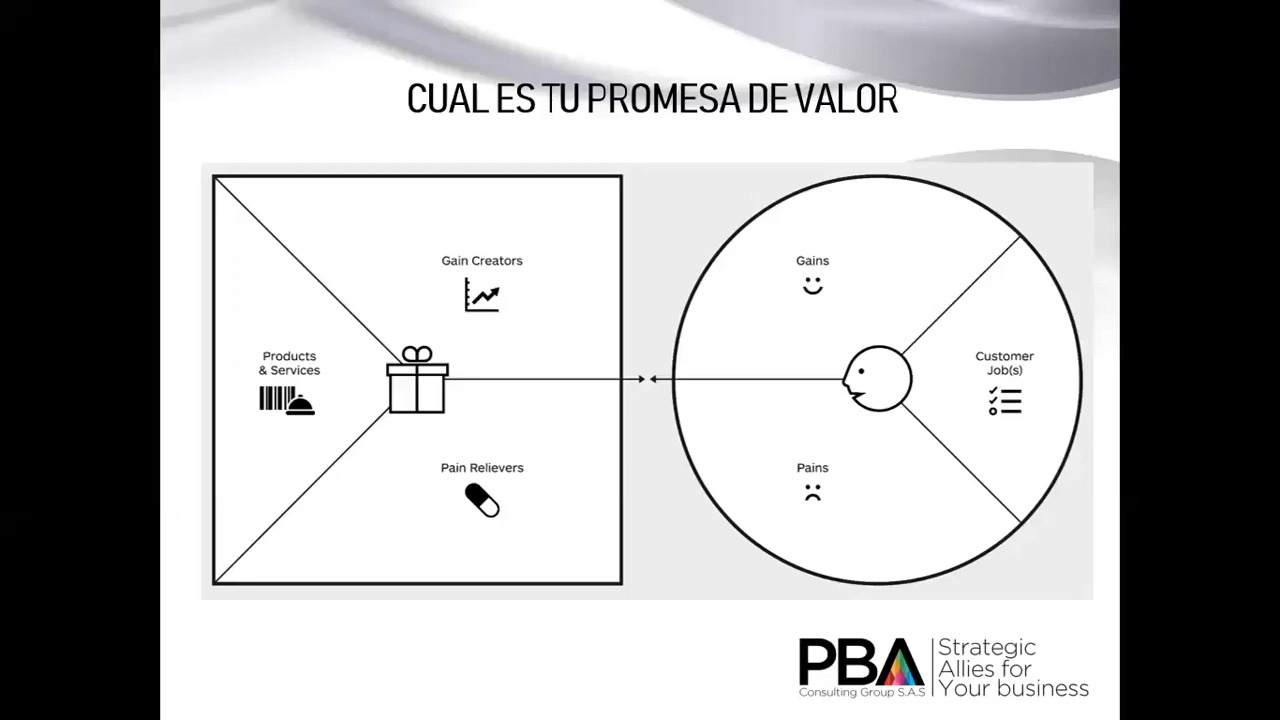 CUAL ES TU PROMESA DE VALOR
Gain Creators
Products
& Services
Pain Relievers
Gains
Customer
Job(s)
Pains
PBA
Consulting Group S.A.S
Strategic
Allies for
Your business